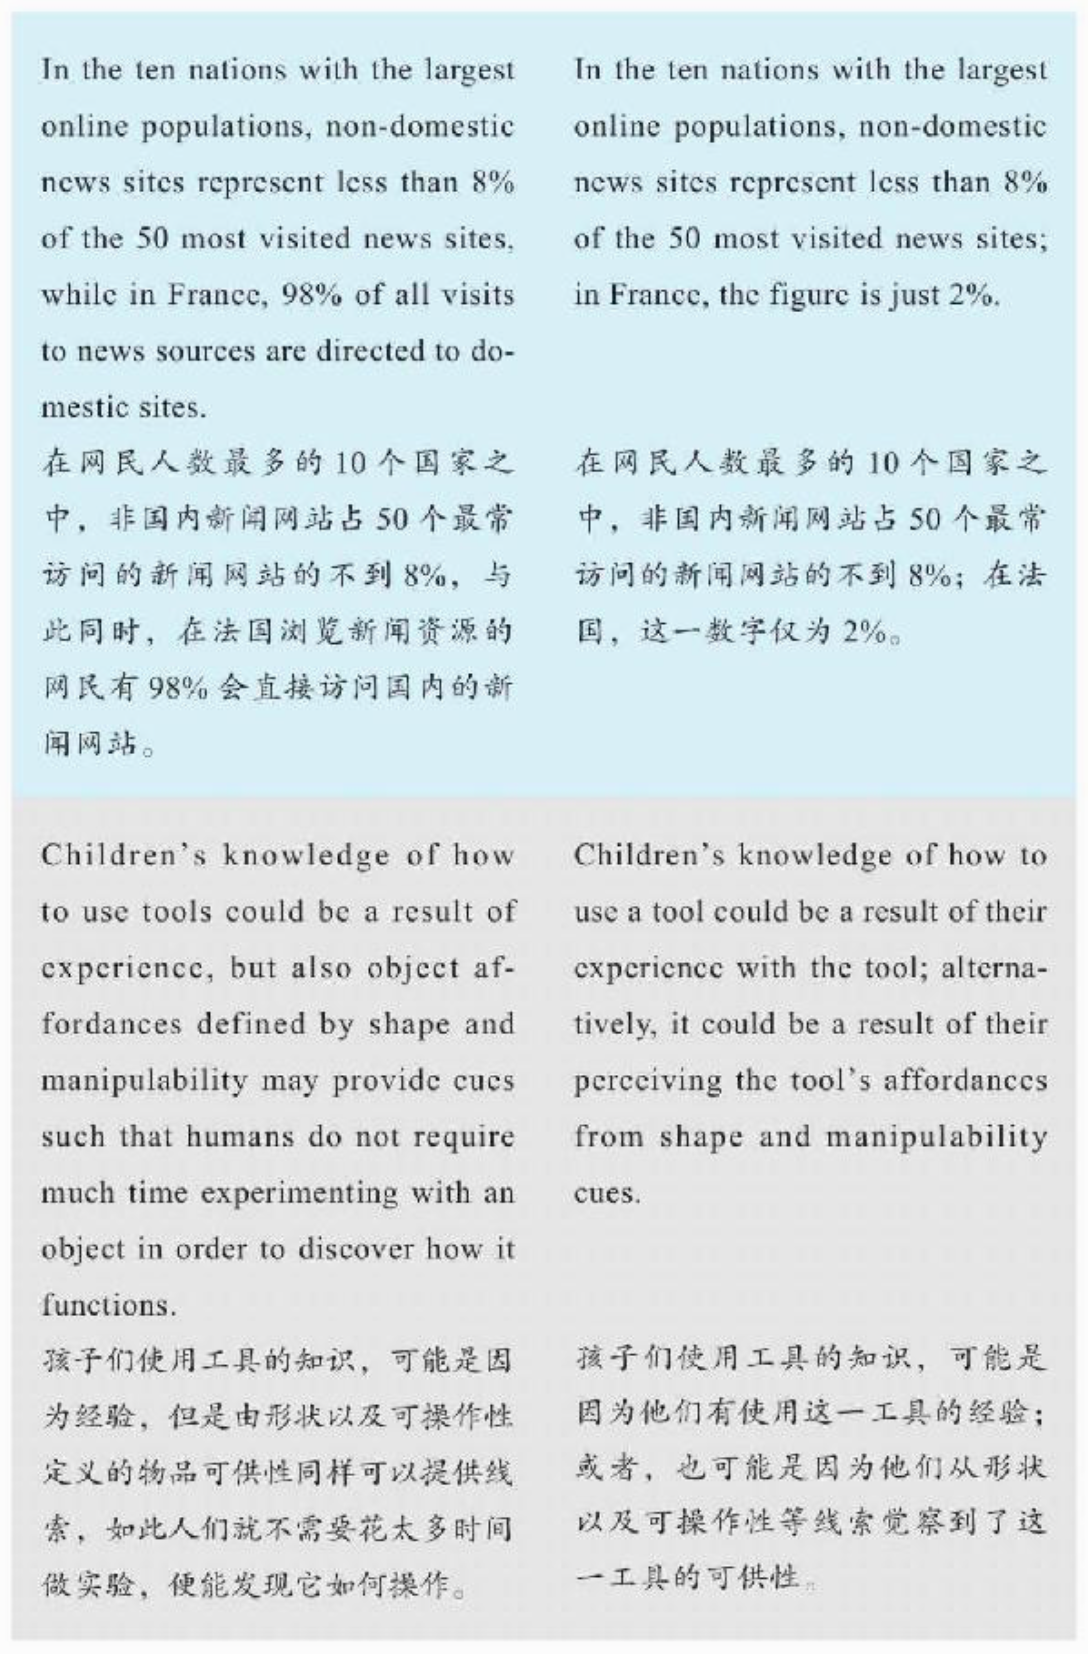 In the ten nations with the largest
online populations, non-domestic
news sites represent less than 8%
of the 50 most visited news sites,
while in France, 98% of all visits
to news sources are directed to do-
mestic sites.
在网民人数最多的 10 个国家之
中，非国内新闻网站占 50 个最常
访问的新闻网站的不到 8%，与
此同时，在法国浏览新闻资源的
网民有 98% 会直接访问国内的新
闻网站。
In the ten nations with the largest
online populations, non-domestic
news sites represent less than 8%
of the 50 most visited news sites;
in France, the figure is just 2%.
在网民人数最多的 10 个国家之
中，非国内新闻网站占 50 个最常
访问的新闻网站的不到 8%；在法
国，这一数字仅为 2%。
Children's knowledge of how
to use tools could be a result of
experience, but also object af-
fordances defined by shape and
manipulability may provide cues
such that humans do not require
much time experimenting with an
object in order to discover how it
functions.
孩子们使用工具的知识，可能是因
为经验，但是由形状以及可操作性
定义的物品可供性同样可以提供线
索，如此人们就不需要花太多时间
做实验，便能发现它如何操作。
Children's knowledge of how to
use a tool could be a result of their
experience with the tool; alterna-
tively, it could be a result of their
perceiving the tool's affordances
from shape and manipulability
cues.
孩子们使用工具的知识，可能是
因为他们有使用这一工具的经验；
或者，也可能是因为他们从形状
以及可操作性等线索觉察到了这
一工具的可供性。